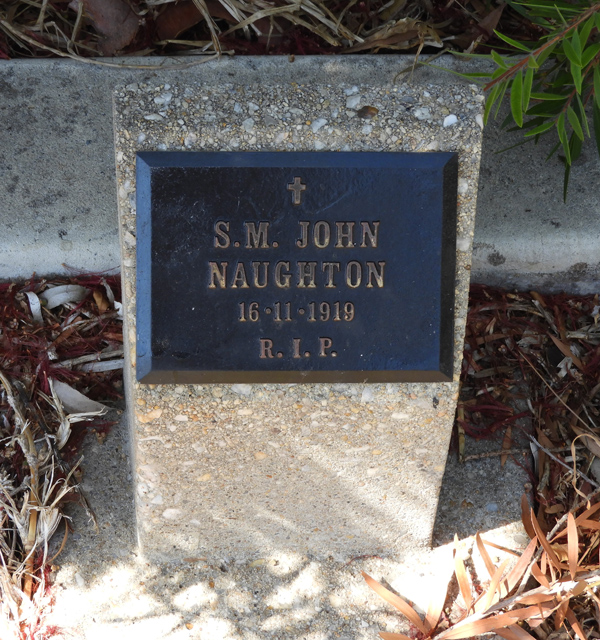 S.M. JOHN
NAUGHTON
16·11·1919
R.I.P.